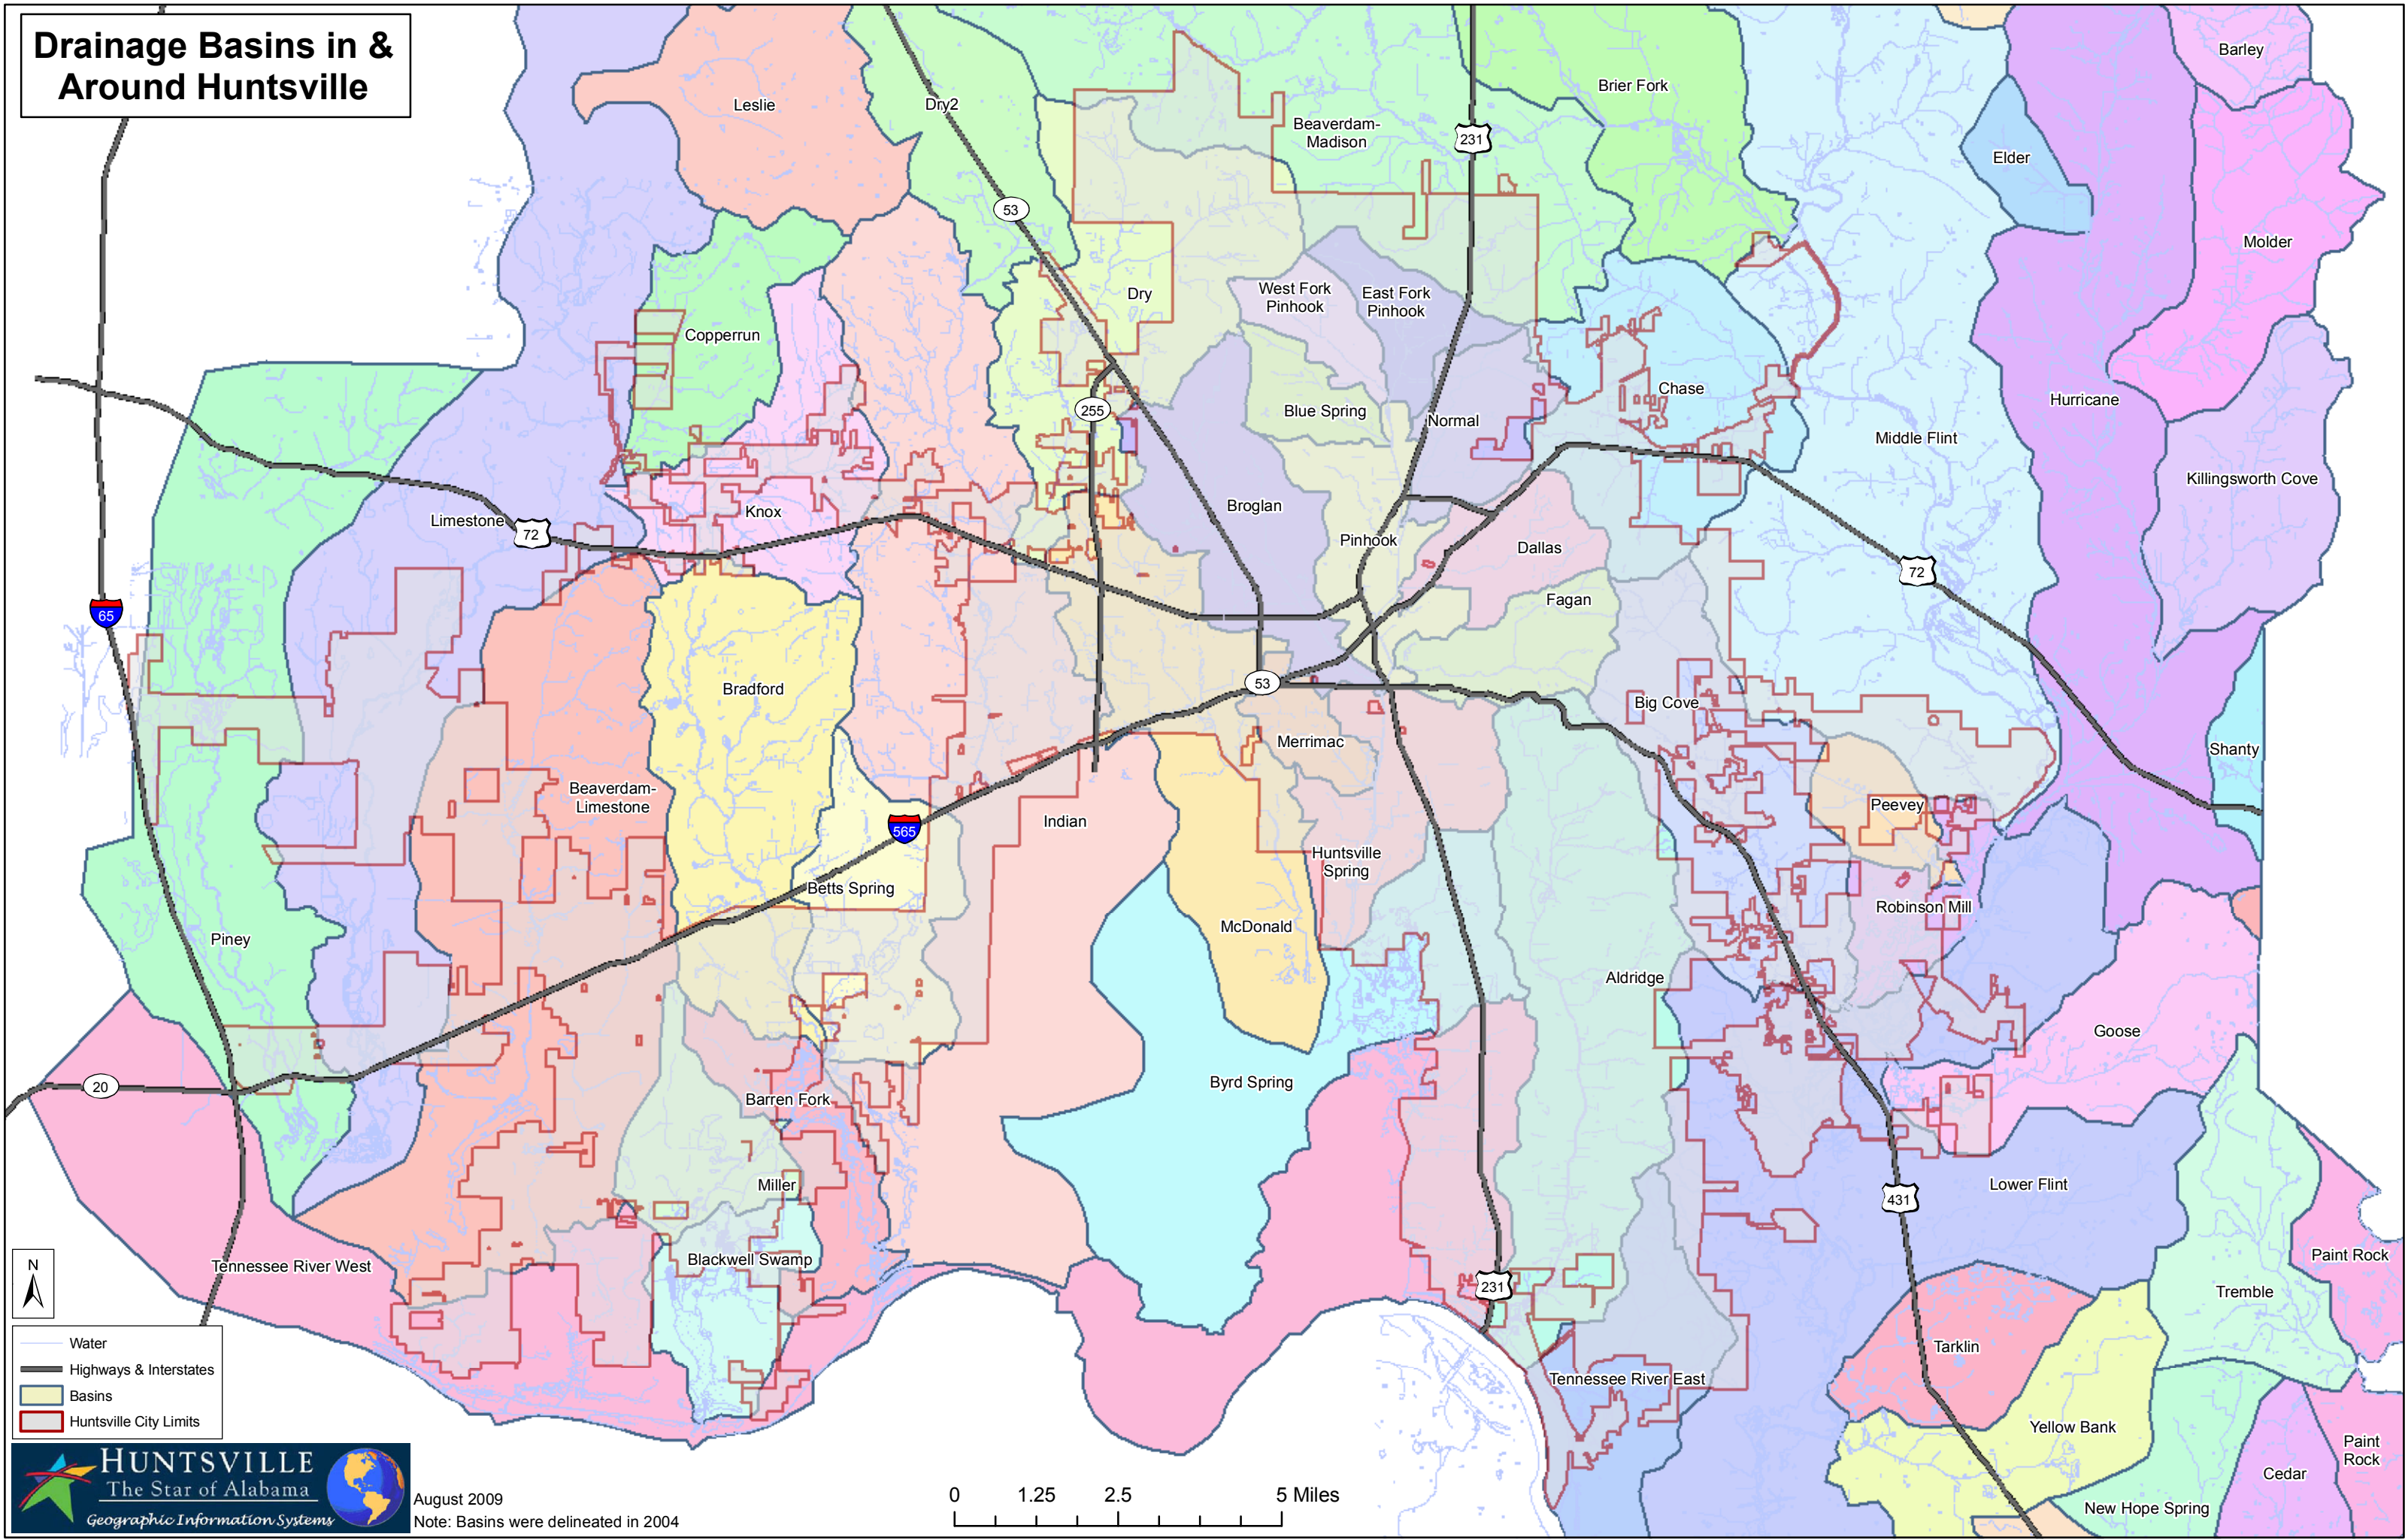 Drainage Basins in &
Around Huntsville
Barley
Brier Fork
Leslie
Dry2
Beaverdam-
Madison
231
Elder
53
Molder
Dry
West Fork
Pinhook
East Fork
Pinhook
Copperrun
Chase
Hurricane
255
Blue Spring
Normal
Middle Flint
Killingsworth Cove
Broglan
Knox
Limestone
72
Pinhook
Dallas
72
Fagan
65
53
Bradford
Big Cove
Merrimac
Shanty
Beaverdam-
Limestone
Peevey
Indian
565
Huntsville
Spring
Betts Spring
Robinson Mill
McDonald
Piney
Aldridge
Goose
Byrd Spring
20
Barren Fork
Miller
Lower Flint
431
Blackwell Swamp
Tennessee River West
Paint Rock
231
Tremble
Tarklin
Tennessee River East
Yellow Bank
Paint
Rock
Cedar
New Hope Spring
N
Water
Highways & Interstates
Basins
Huntsville City Limits
HUNTSVILLE
The Star of Alabama
Geographic Information Systems
August 2009
Note: Basins were delineated in 2004
0 1.25 2.5 5 Miles